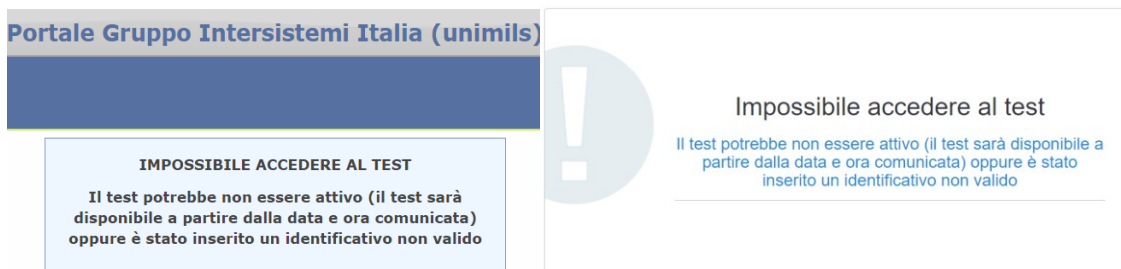 Portale Gruppo Intersistemi Italia (unimils)
IMPOSSIBILE ACCEDERE AL TEST
Il test potrebbe non essere attivo (il test sarà
disponibile a partire dalla data e ora comunicata)
oppure è stato inserito un identificativo non valido
!
Impossibile accedere al test
Il test potrebbe non essere attivo (il test sarà disponibile a
partire dalla data e ora comunicata) oppure è stato
inserito un identificativo non valido